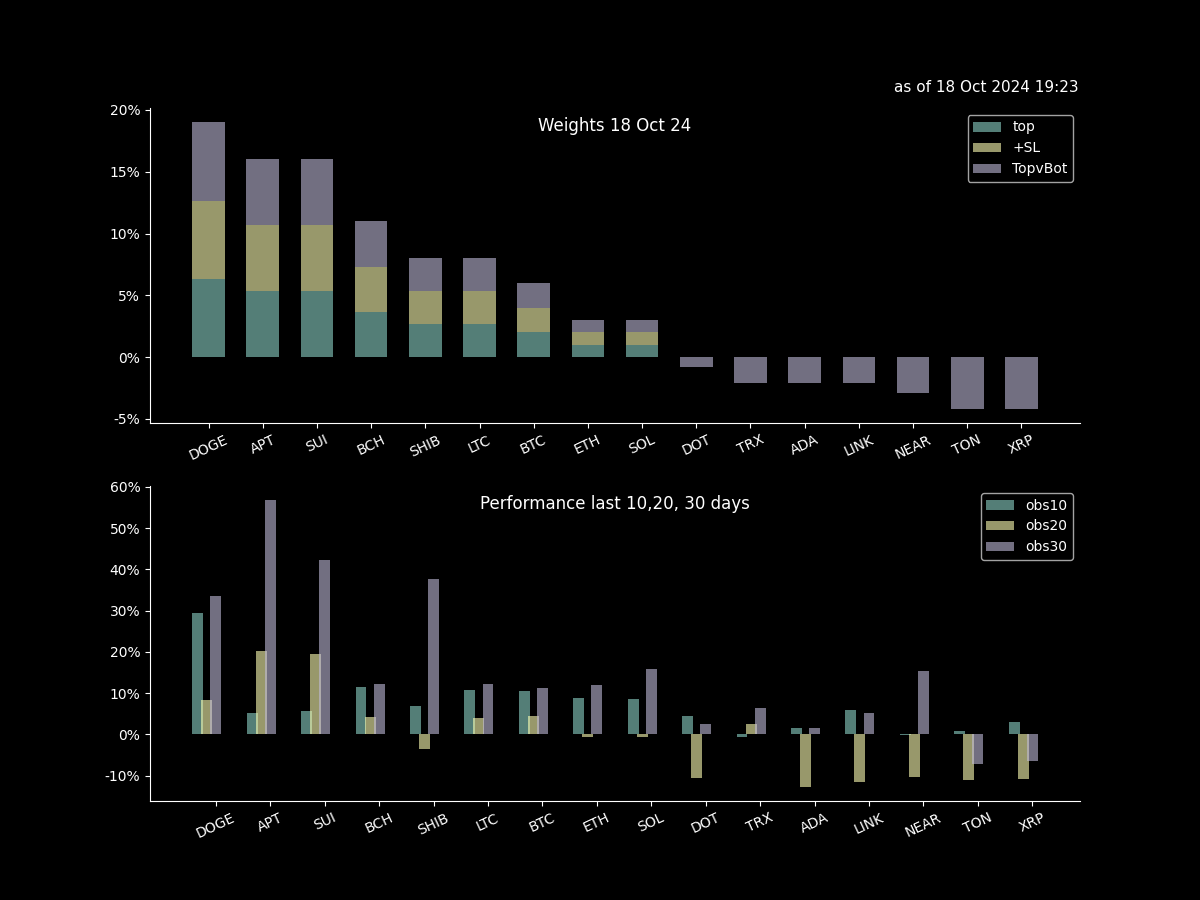 as of 18 Oct 2024 19:23
Weights 18 Oct 24
top
+SL
TopvBot
20%
15%
10%
5%
0%
-5%
DOGE APT SUI BCH SHIB LTC BTC ETH SOL DOT TRX ADA LINK NEAR TON XRP
Performance last 10,20, 30 days
obs10
obs20
obs30
60%
50%
40%
30%
20%
10%
0%
-10%
DOGE APT SUI BCH SHIB LTC BTC ETH SOL DOT TRX ADA LINK NEAR TON XRP